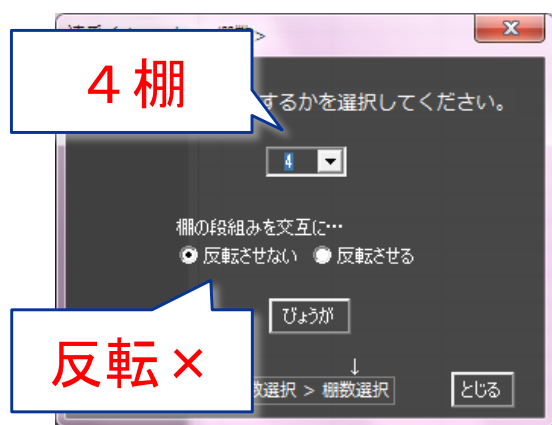 ４棚
するかを選択してください。
4
棚の段組みを交互に…
反転させない 反転させる
反転×
びょうが
↓
数選択 > 棚数選択 とじる